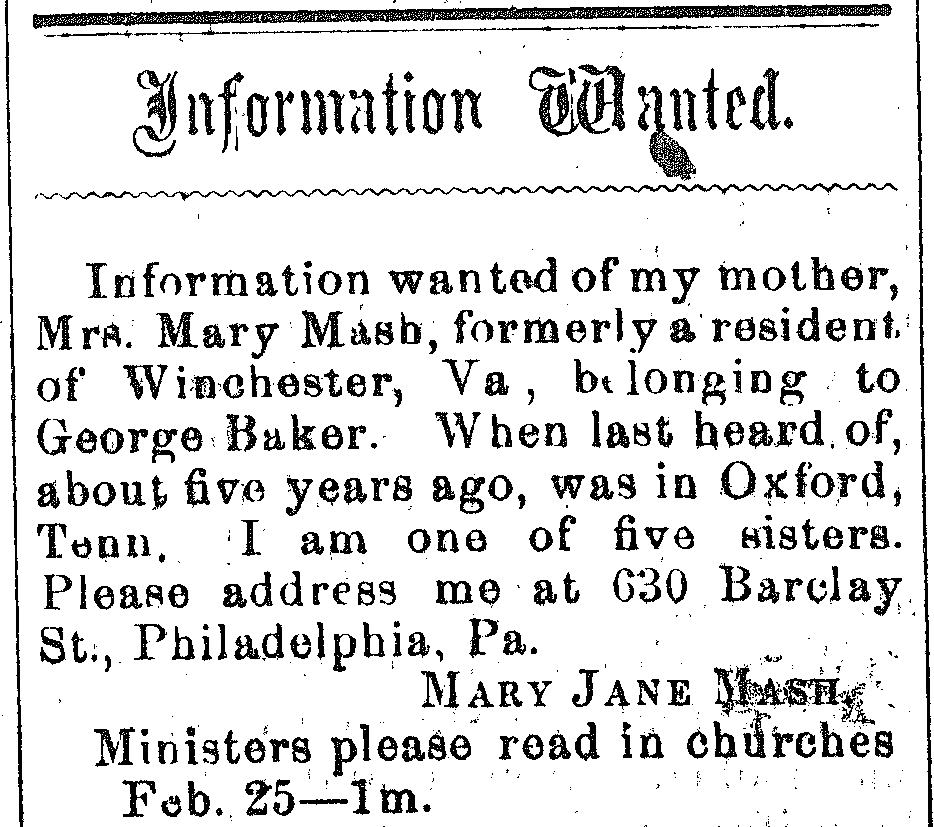 Information Wanted.
Information wanted of my mother,
Mrs. Mary Mash, formerly a resident
of Winchester, Va, belonging to
George Baker. When last heard of,
about five years ago, was in Oxford,
Tenn. I am one of five sisters.
Please address me at 630 Barclay
St., Philadelphia, Pa.
MARY JANE MASH.
Ministers please read in churches
Feb. 25—1m.